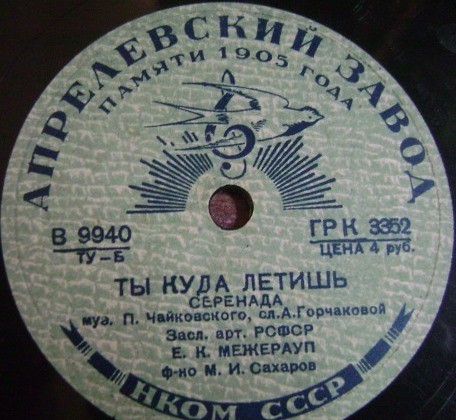 АПРЕЛЕВСКИЙ ЗАВОД
ПАМЯТИ 1905 ГОДА
В 9940
ТУ-Б
ГРК 3352
ЦЕНА 4 руб.
ТЫ КУДА ЛЕТИШЬ
СЕРЕНАДА
муз. П. Чайковского, сл.А.Горчаковой
Засл. арт. РСФСР
Е. К. МЕЖЕРАУП
ф-но М. И. Сахаров
НКОМ СССР